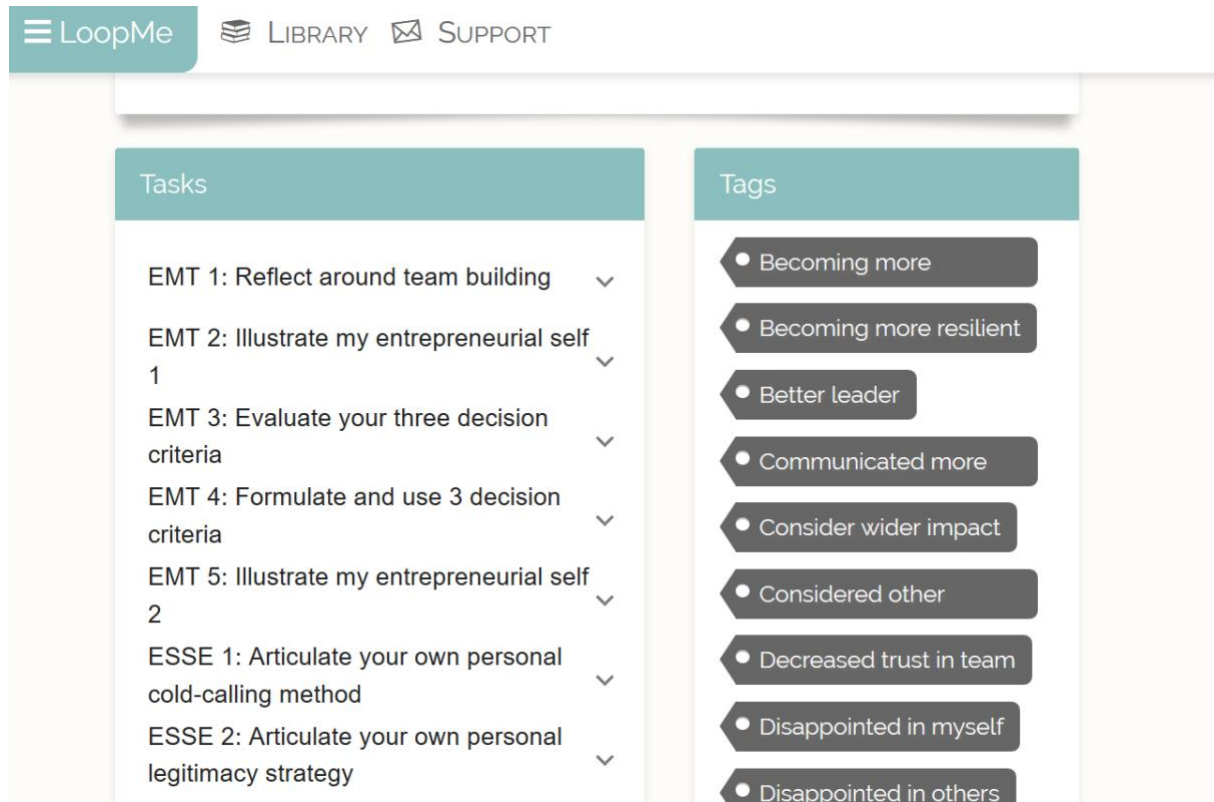 LoopMe LIBRARY SUPPORT
Tasks
EMT 1: Reflect around team building
EMT 2: Illustrate my entrepreneurial self
1
EMT 3: Evaluate your three decision
criteria
EMT 4: Formulate and use 3 decision
criteria
EMT 5: Illustrate my entrepreneurial self
2
ESSE 1: Articulate your own personal
cold-calling method
ESSE 2: Articulate your own personal
legitimacy strategy
Tags
Becoming more
Becoming more resilient
Better leader
Communicated more
Consider wider impact
Considered other
Decreased trust in team
Disappointed in myself
Disappointed in others